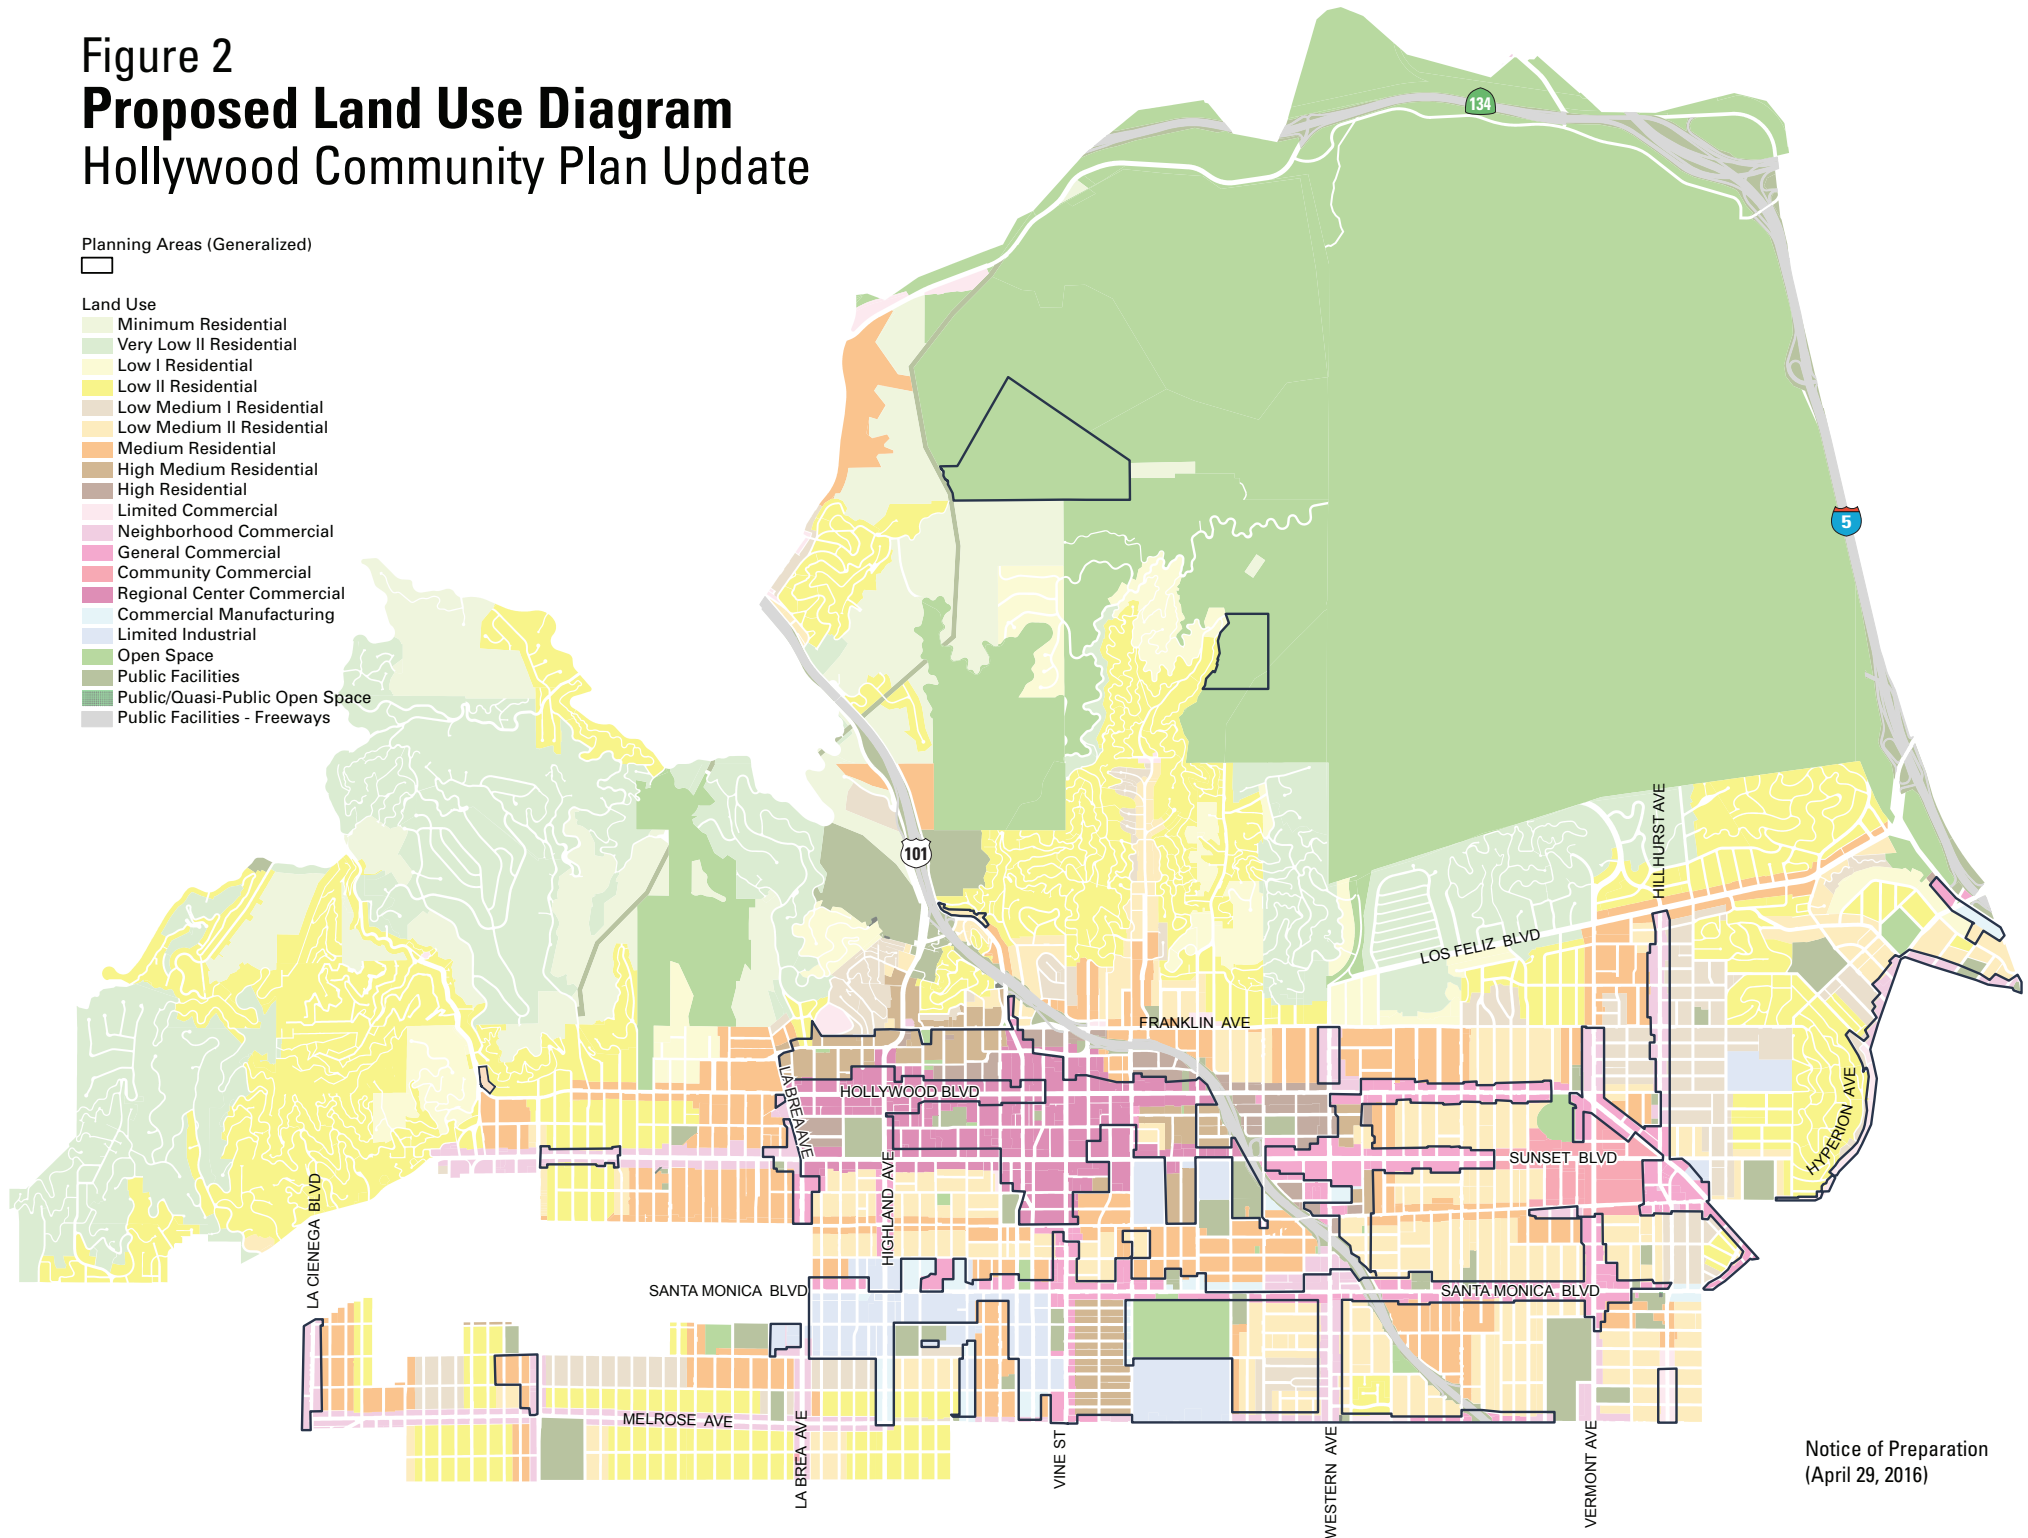 Figure 2
Proposed Land Use Diagram
Hollywood Community Plan Update
Planning Areas (Generalized)
Land Use
Minimum Residential
Very Low II Residential
Low I Residential
Low II Residential
Low Medium I Residential
Low Medium II Residential
Medium Residential
High Medium Residential
High Residential
Limited Commercial
Neighborhood Commercial
General Commercial
Community Commercial
Regional Center Commercial
Commercial Manufacturing
Limited Industrial
Open Space
Public Facilities
Public/Quasi-Public Open Space
Public Facilities - Freeways
134
5
101
HILLHURST AVE
LOS FELIZ BLVD
FRANKLIN AVE
LA BREA AVE
HOLLYWOOD BLVD
HYPERION AVE
SUNSET BLVD
LA CIENEGA BLVD
HIGHLAND AVE
SANTA MONICA BLVD
SANTA MONICA BLVD
MELROSE AVE
LA BREA AVE
VINE ST
WESTERN AVE
VERMONT AVE
Notice of Preparation
(April 29, 2016)